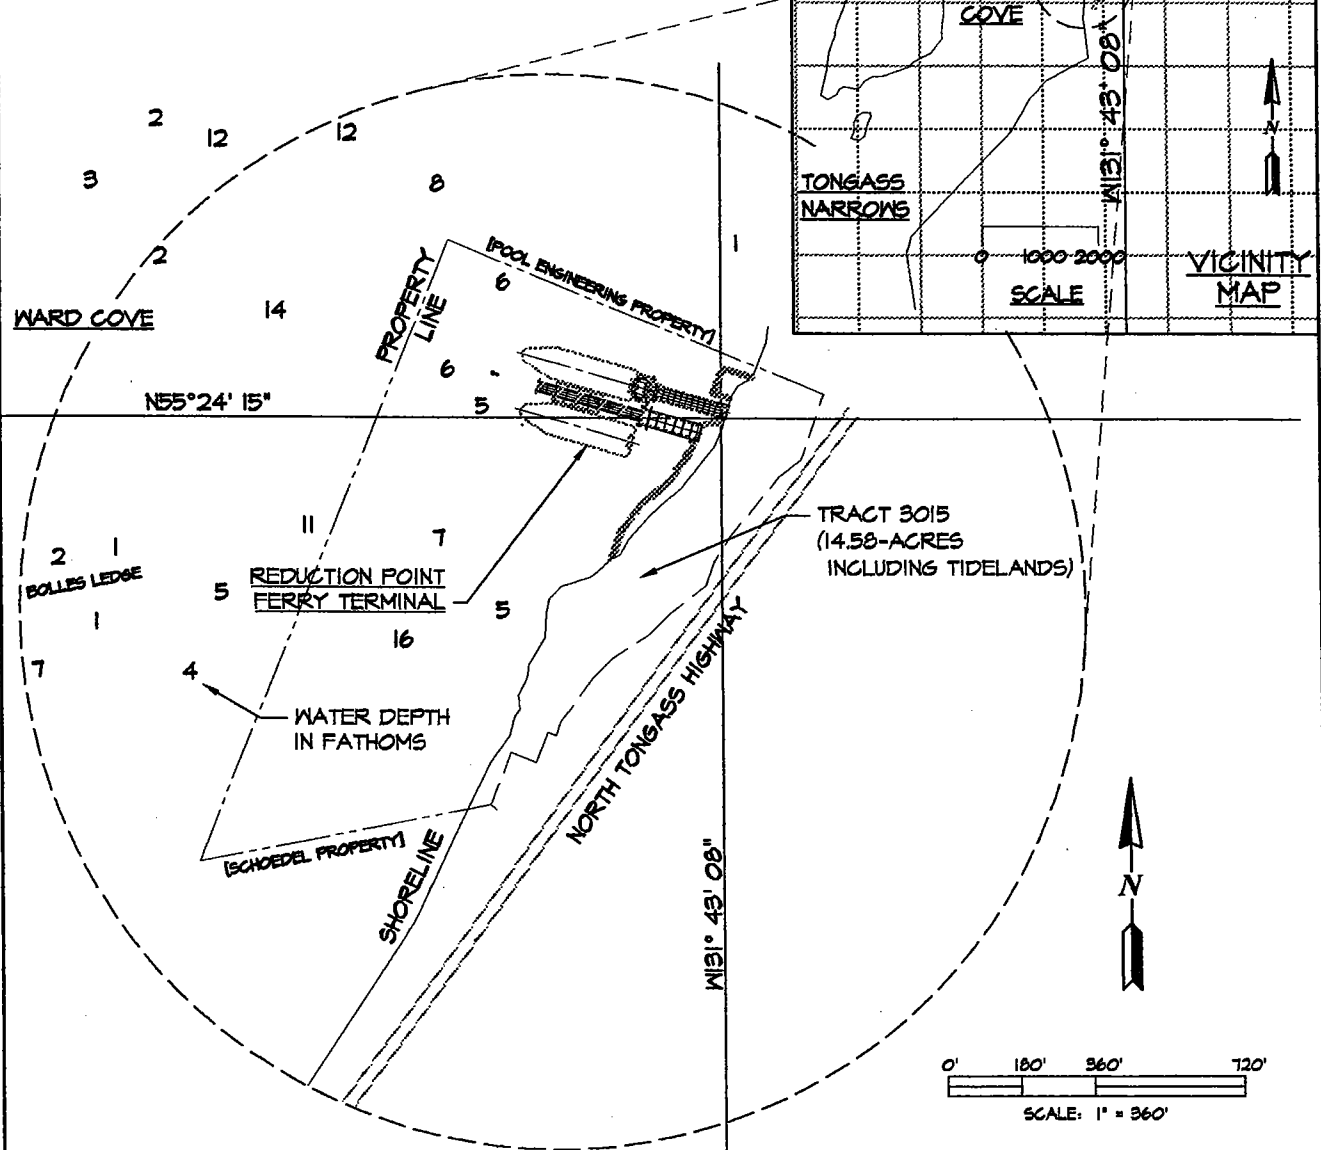 COVE
W131° 43' 08"
N
TONGASS
NARROWS
0 1000 2000
SCALE
VICINITY
MAP
2
12
12
3
8
2
1
[POOL ENGINEERING PROPERTY]
6
PROPERTY
LINE
14
WARD COVE
6
N55°24' 15"
5
TRACT 3015
(14.58-ACRES
INCLUDING TIDELANDS)
11
7
2
1
BOLLES LEDGE
5
REDUCTION POINT
FERRY TERMINAL
5
1
16
7
4
WATER DEPTH
IN FATHOMS
NORTH TONGASS HIGHWAY
[SCHOEDEL PROPERTY]
SHORELINE
W131° 43' 08"
N
0' 180' 360' 720'
SCALE: 1" = 360'